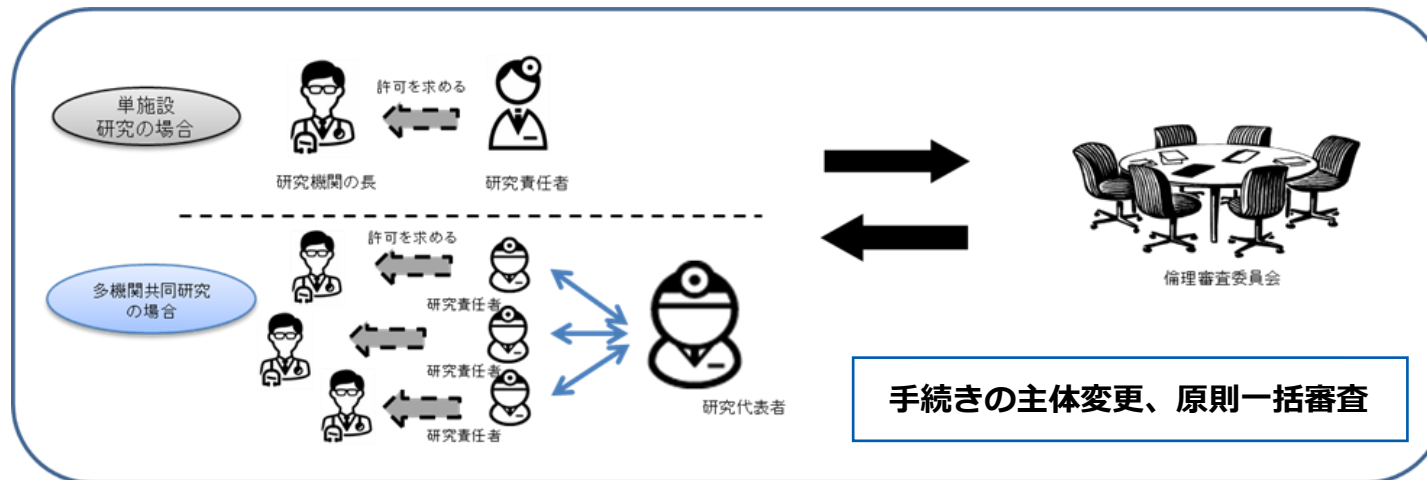 単施設
研究の場合
許可を求める
研究機関の長
研究責任者
許可を求める
多機関共同研究
の場合
研究責任者
研究責任者
研究責任者
研究代表者
倫理審査委員会
手続きの主体変更、原則一括審査